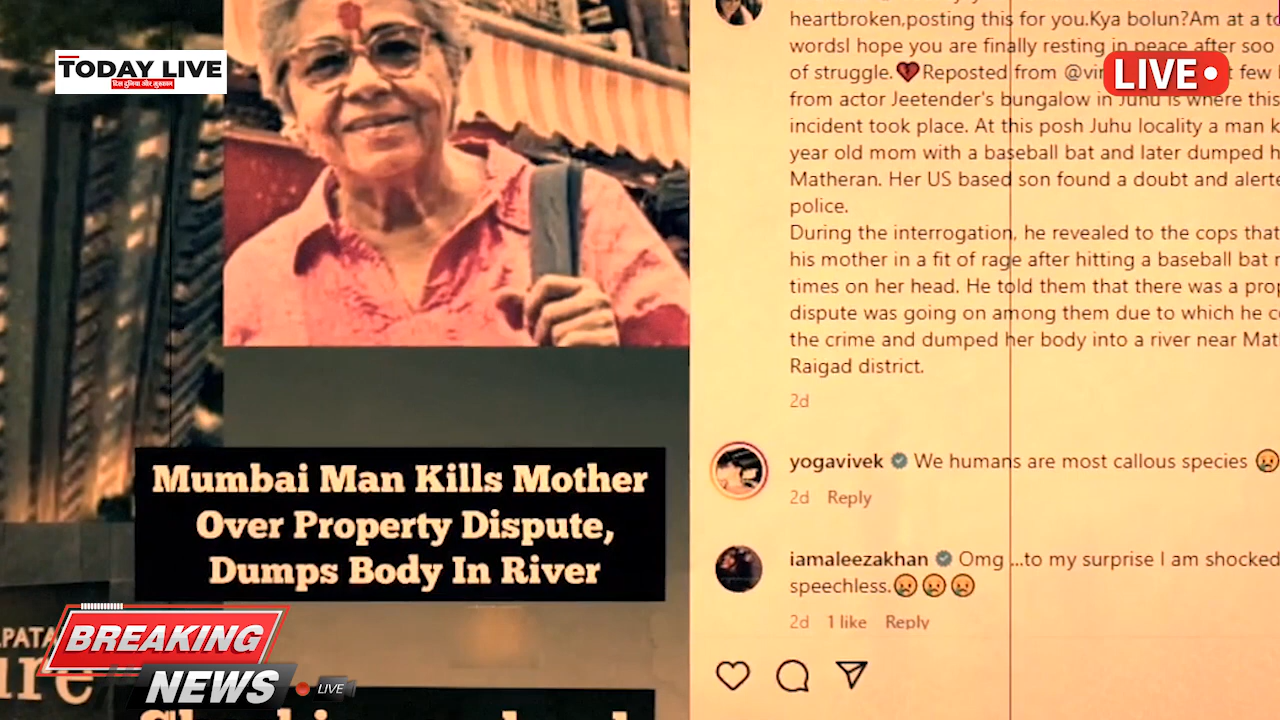 TODAY LIVE
LIVE
heartbroken,posting this for you.Kya bolun?Am at a
wordsI hope you are finally resting in peace after soo
of struggle.💔Reposted from @vir few
from actor Jeetender's bungalow in Juhu is where this
incident took place. At this posh Juhu locality a man
year old mom with a baseball bat and later dumped
Matheran. Her US based son found a doubt and
police.
During the interrogation, he revealed to the cops that
his mother in a fit of rage after hitting a baseball bat
times on her head. He told them that there was a
dispute was going on among them due to which he
the crime and dumped her body into a river near
Raigad district.
2d
yogavivek We humans are most callous species 😢
2d Reply
iamaleezakhan Omg ...to my surprise I am shocked
speechless.😢😢😢
2d 1 like Reply
Mumbai Man Kills Mother
Over Property Dispute,
Dumps Body In River
BREAKING
NEWS LIVE